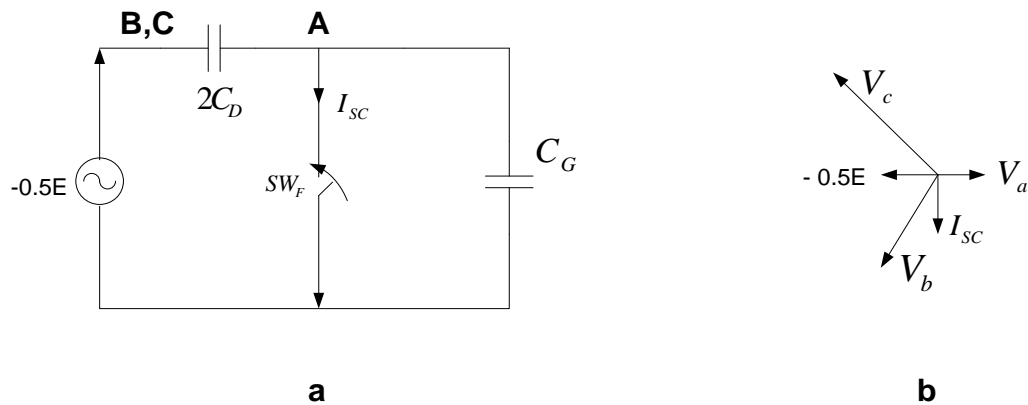 B,C
A
2C_D
I_SC
-0.5E
SW_F
C_G
a
V_c
- 0.5E
V_a
I_SC
V_b
b